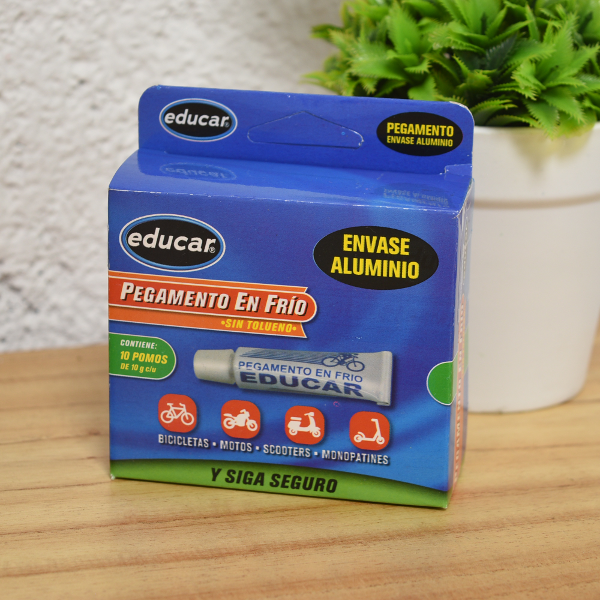 educar
PEGAMENTO
ENVASE ALUMINIO
educar
ENVASE
ALUMINIO
PEGAMENTO EN FRÍO
•SIN TOLUENO•
CONTIENE:
10 POMOS
DE 10 g c/u
PEGAMENTO EN FRIO
EDUCAR
BICICLETAS • MOTOS • SCOOTERS • MONOPATINES
Y SIGA SEGURO